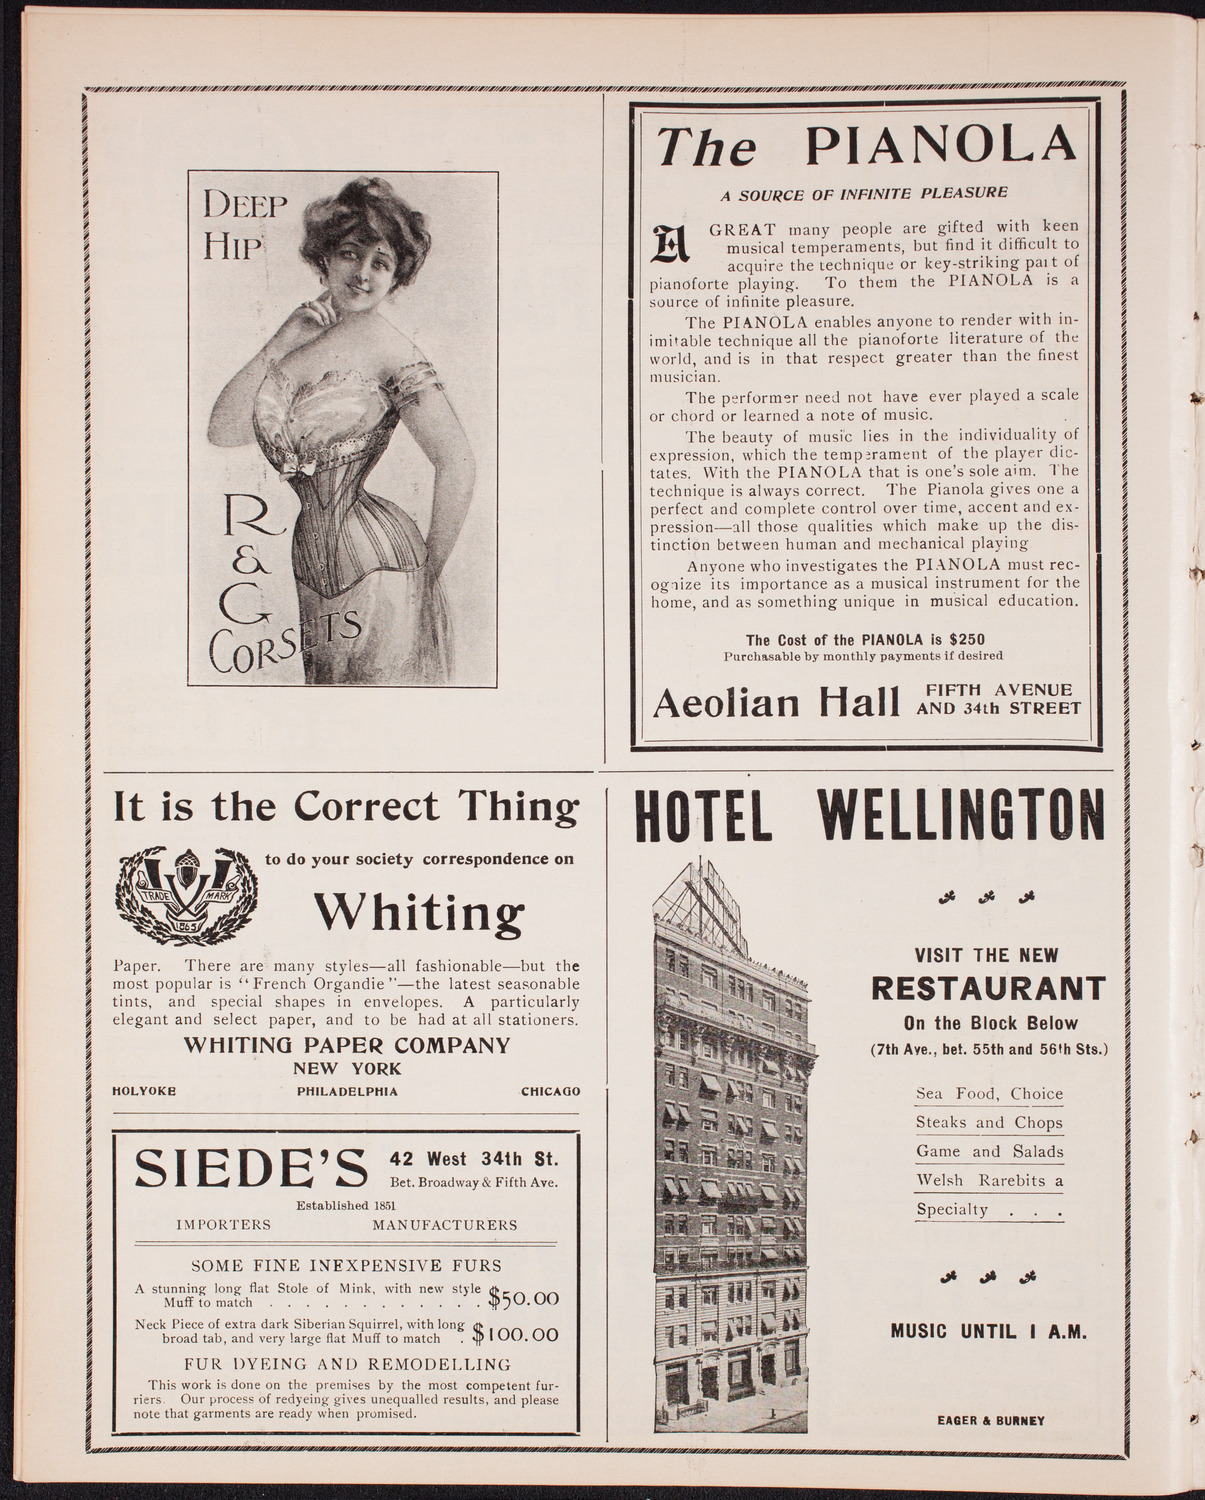 DEEP
HIP
R
&
G
CORSETS
The PIANOLA
A SOURCE OF INFINITE PLEASURE
A GREAT many people are gifted with keen
musical temperaments, but find it difficult to
acquire the technique or key-striking part of
pianoforte playing. To them the PIANOLA is a
source of infinite pleasure.
The PIANOLA enables anyone to render with in-
imitable technique all the pianoforte literature of the
world, and is in that respect greater than the finest
musician.
The performer need not have ever played a scale
or chord or learned a note of music.
The beauty of music lies in the individuality of
expression, which the temperament of the player dic-
tates. With the PIANOLA that is one's sole aim. The
technique is always correct. The Pianola gives one a
perfect and complete control over time, accent and ex-
pression—all those qualities which make up the dis-
tinction between human and mechanical playing
Anyone who investigates the PIANOLA must rec-
ognize its importance as a musical instrument for the
home, and as something unique in musical education.
The Cost of the PIANOLA is $250
Purchasable by monthly payments if desired
Aeolian Hall FIFTH AVENUE
AND 34th STREET
It is the Correct Thing
to do your society correspondence on
TRADE MARK
1865
Whiting
Paper. There are many styles—all fashionable—but the
most popular is "French Organdie"—the latest seasonable
tints, and special shapes in envelopes. A particularly
elegant and select paper, and to be had at all stationers.
WHITING PAPER COMPANY
NEW YORK
HOLYOKE PHILADELPHIA CHICAGO
SIEDE'S 42 West 34th St.
Bet. Broadway & Fifth Ave.
Established 1851
IMPORTERS MANUFACTURERS
SOME FINE INEXPENSIVE FURS
A stunning long flat Stole of Mink, with new style
Muff to match . . . . . . . . . . . . $50.00
Neck Piece of extra dark Siberian Squirrel, with long
broad tab, and very large flat Muff to match . $100.00
FUR DYEING AND REMODELLING
This work is done on the premises by the most competent fur-
riers. Our process of redyeing gives unequalled results, and please
note that garments are ready when promised.
HOTEL WELLINGTON
VISIT THE NEW
RESTAURANT
On the Block Below
(7th Ave., bet. 55th and 56th Sts.)
Sea Food, Choice
Steaks and Chops
Game and Salads
Welsh Rarebits a
Specialty . . .
MUSIC UNTIL 1 A.M.
EAGER & BURNEY